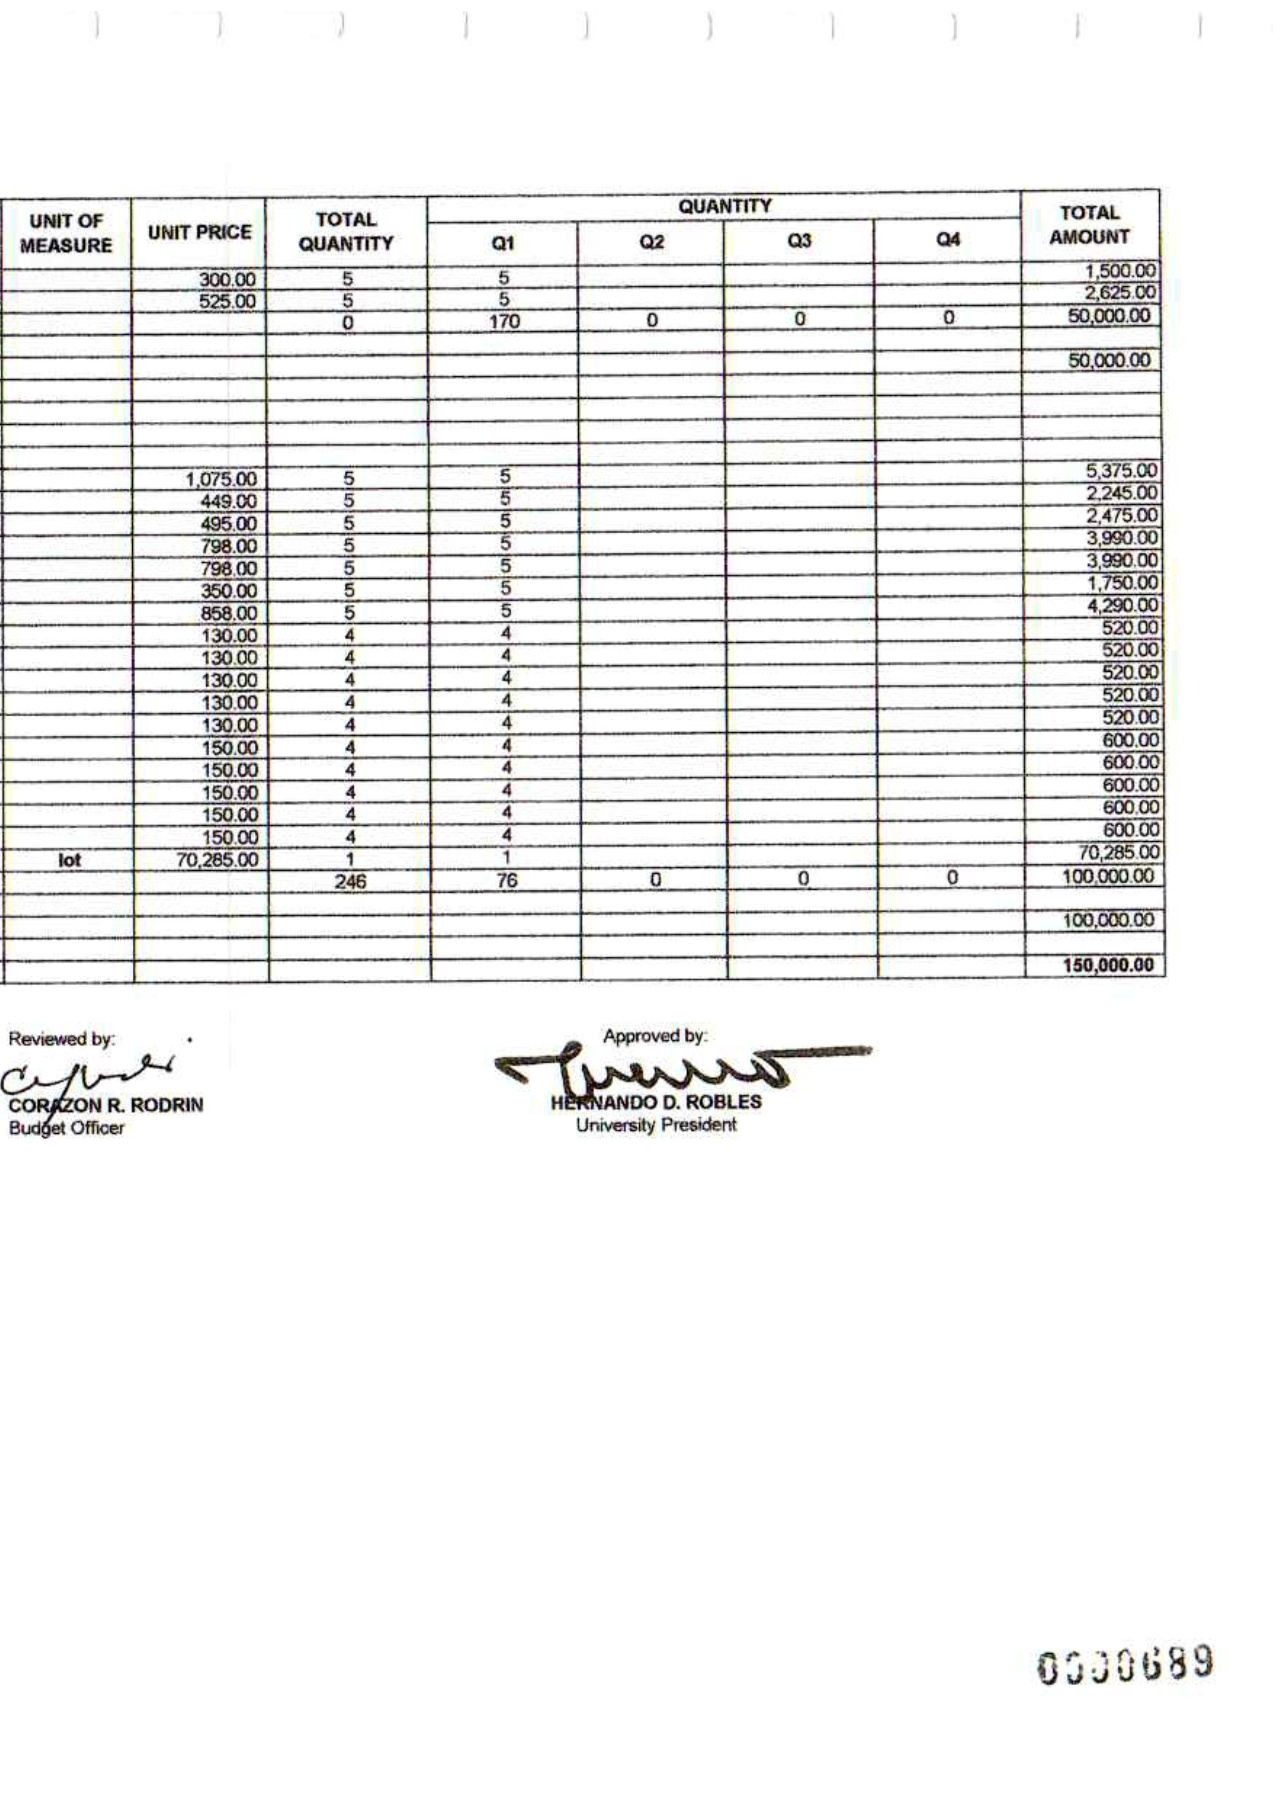 UNIT OF MEASURE UNIT PRICE TOTAL QUANTITY QUANTITY TOTAL AMOUNT
Q1 Q2 Q3 Q4
300.00 5 5 1,500.00
525.00 5 5 2,625.00
0 170 0 0 0 50,000.00
50,000.00
1,075.00 5 5 5,375.00
449.00 5 5 2,245.00
495.00 5 5 2,475.00
798.00 5 5 3,990.00
798.00 5 5 3,990.00
350.00 5 5 1,750.00
858.00 5 5 4,290.00
130.00 4 4 520.00
130.00 4 4 520.00
130.00 4 4 520.00
130.00 4 4 520.00
130.00 4 4 520.00
150.00 4 4 600.00
150.00 4 4 600.00
150.00 4 4 600.00
150.00 4 4 600.00
150.00 4 4 600.00
lot 70,285.00 1 1 70,285.00
246 76 0 0 0 100,000.00
100,000.00
150,000.00
Reviewed by: Approved by:
CORAZON R. RODRIN HERNANDO D. ROBLES
Budget Officer University President
0000689